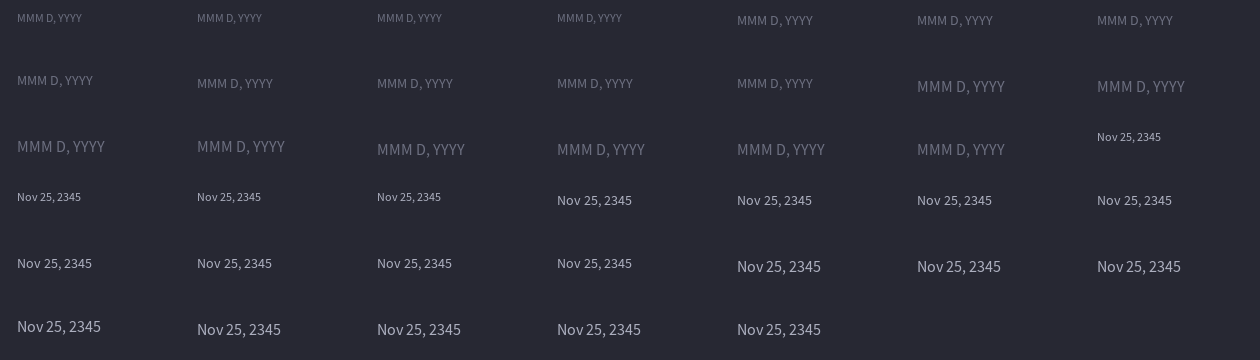 MMM D, YYYY MMM D, YYYY MMM D, YYYY MMM D, YYYY MMM D, YYYY MMM D, YYYY MMM D, YYYY
MMM D, YYYY MMM D, YYYY MMM D, YYYY MMM D, YYYY MMM D, YYYY MMM D, YYYY MMM D, YYYY
MMM D, YYYY MMM D, YYYY MMM D, YYYY MMM D, YYYY MMM D, YYYY MMM D, YYYY Nov 25, 2345
Nov 25, 2345 Nov 25, 2345 Nov 25, 2345 Nov 25, 2345 Nov 25, 2345 Nov 25, 2345 Nov 25, 2345
Nov 25, 2345 Nov 25, 2345 Nov 25, 2345 Nov 25, 2345 Nov 25, 2345 Nov 25, 2345 Nov 25, 2345
Nov 25, 2345 Nov 25, 2345 Nov 25, 2345 Nov 25, 2345 Nov 25, 2345